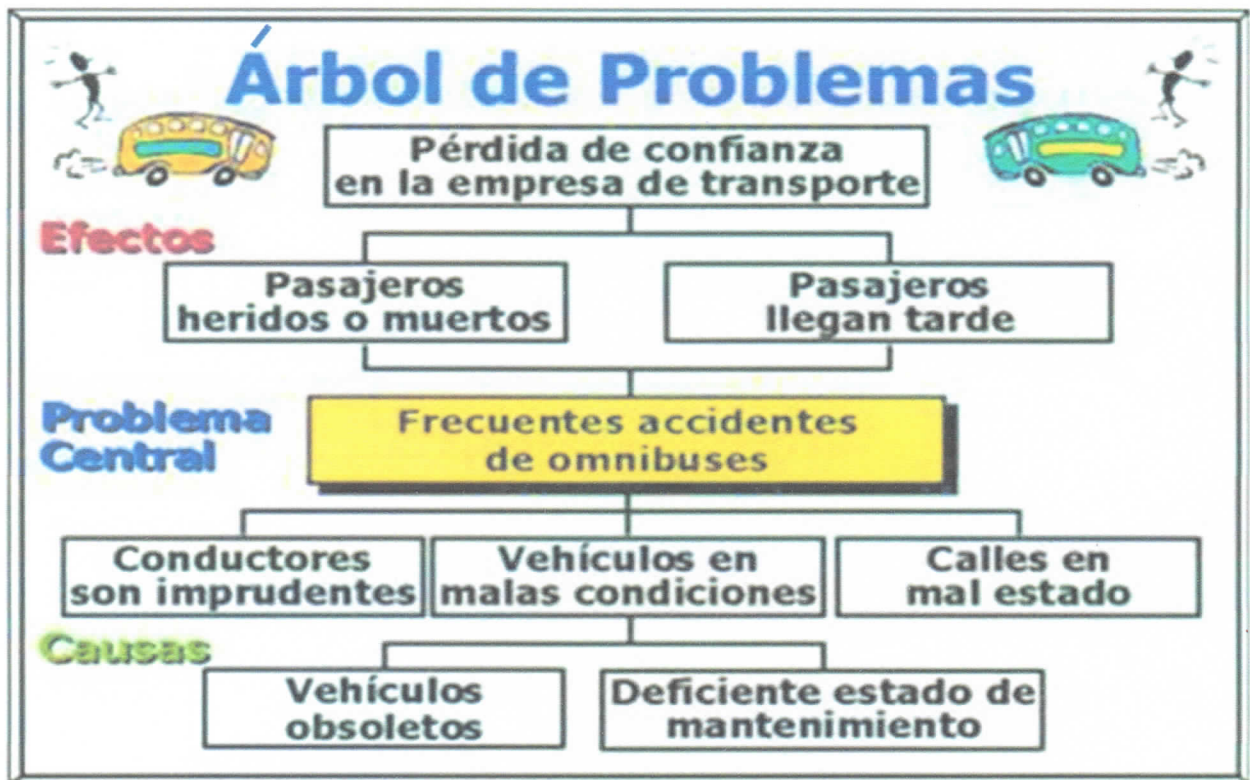 Árbol de Problemas
Pérdida de confianza
en la empresa de transporte
Efectos
Pasajeros
heridos o muertos
Pasajeros
llegan tarde
Problema
Central
Frecuentes accidentes
de omnibuses
Conductores
son imprudentes
Vehículos en
malas condiciones
Calles en
mal estado
Causas
Vehículos
obsoletos
Deficiente estado de
mantenimiento